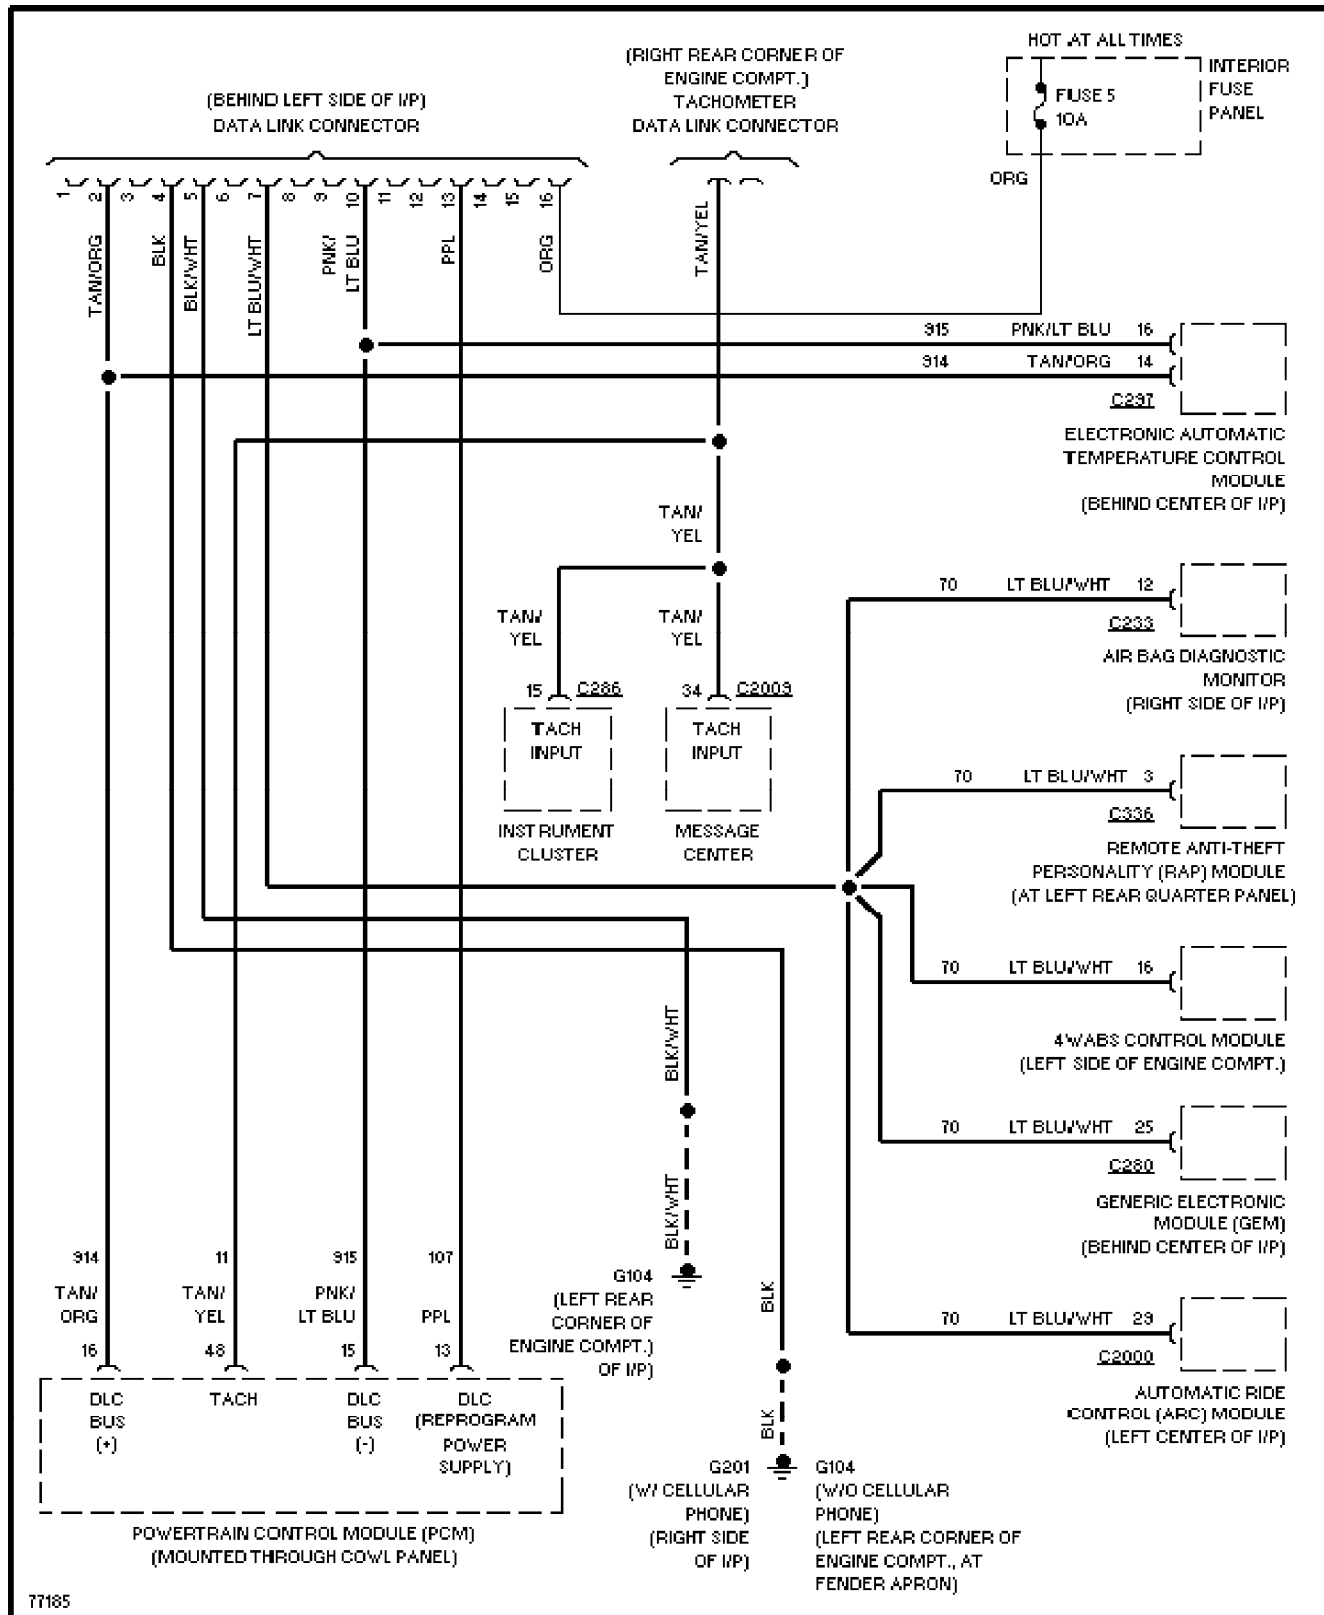 HOT AT ALL TIMES
INTERIOR
FUSE
PANEL
FUSE 5
10A
ORG
(RIGHT REAR CORNER OF
ENGINE COMPT.)
TACHOMETER
DATA LINK CONNECTOR
(BEHIND LEFT SIDE OF I/P)
DATA LINK CONNECTOR
1
2
3
4
5
6
7
8
9
10
11
12
13
14
15
16
TAN/ORG
BLK
BLK/WHT
LT BLU/WHT
PNK/
LT BLU
PPL
ORG
TAN/YEL
915 PNK/LT BLU 16
914 TAN/ORG 14
C297
ELECTRONIC AUTOMATIC
TEMPERATURE CONTROL
MODULE
(BEHIND CENTER OF I/P)
TAN/
YEL
TAN/
YEL
TAN/
YEL
15 C286
34 C2009
TACH
INPUT
TACH
INPUT
INSTRUMENT
CLUSTER
MESSAGE
CENTER
70 LT BLU/WHT 12
C233
AIR BAG DIAGNOSTIC
MONITOR
(RIGHT SIDE OF I/P)
70 LT BLU/WHT 3
C336
REMOTE ANTI-THEFT
PERSONALITY (RAP) MODULE
(AT LEFT REAR QUARTER PANEL)
70 LT BLU/WHT 16
4WABS CONTROL MODULE
(LEFT SIDE OF ENGINE COMPT.)
70 LT BLU/WHT 25
C280
GENERIC ELECTRONIC
MODULE (GEM)
(BEHIND CENTER OF I/P)
70 LT BLU/WHT 29
C2000
AUTOMATIC RIDE
CONTROL (ARC) MODULE
(LEFT CENTER OF I/P)
BLK/WHT
BLK/WHT
G104
(LEFT REAR
CORNER OF
ENGINE COMPT.)
OF I/P)
BLK
BLK
G201
(W/ CELLULAR
PHONE)
(RIGHT SIDE
OF I/P)
G104
(W/O CELLULAR
PHONE)
(LEFT REAR CORNER OF
ENGINE COMPT., AT
FENDER APRON)
914
TAN/
ORG
16
11
TAN/
YEL
48
915
PNK/
LT BLU
15
107
PPL
13
DLC
BUS
(+)
TACH
DLC
BUS
(-)
DLC
(REPROGRAM
POWER
SUPPLY)
POWERTRAIN CONTROL MODULE (PCM)
(MOUNTED THROUGH COWL PANEL)
77185